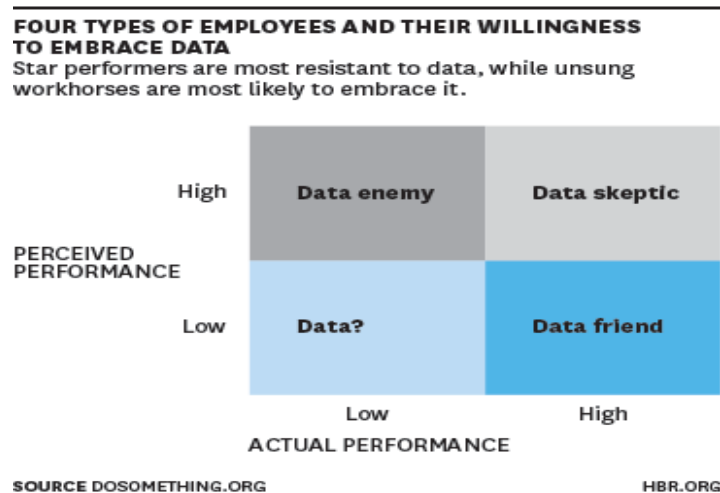 FOUR TYPES OF EMPLOYEES AND THEIR WILLINGNESS
TO EMBRACE DATA
Star performers are most resistant to data, while unsung
workhorses are most likely to embrace it.
High
Data enemy
Data skeptic
PERCEIVED
PERFORMANCE
Low
Data?
Data friend
Low
High
ACTUAL PERFORMANCE
SOURCE DOSOMETHING.ORG
HBR.ORG